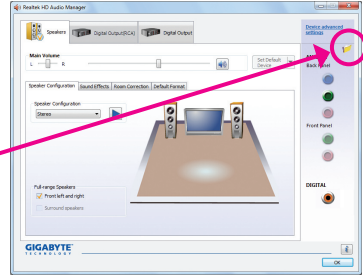 Realtek HD Audio Manager
Speakers
Digital Output(RCA)
Digital Output
Device advanced
settings
Main Volume
L
R
Set Default
Device
Back Panel
Speaker Configuration
Sound Effects
Room Correction
Default Format
Speaker Configuration
Stereo
Front Panel
Full-range Speakers
Front left and right
Surround speakers
DIGITAL
GIGABYTE
TECHNOLOGY
OK